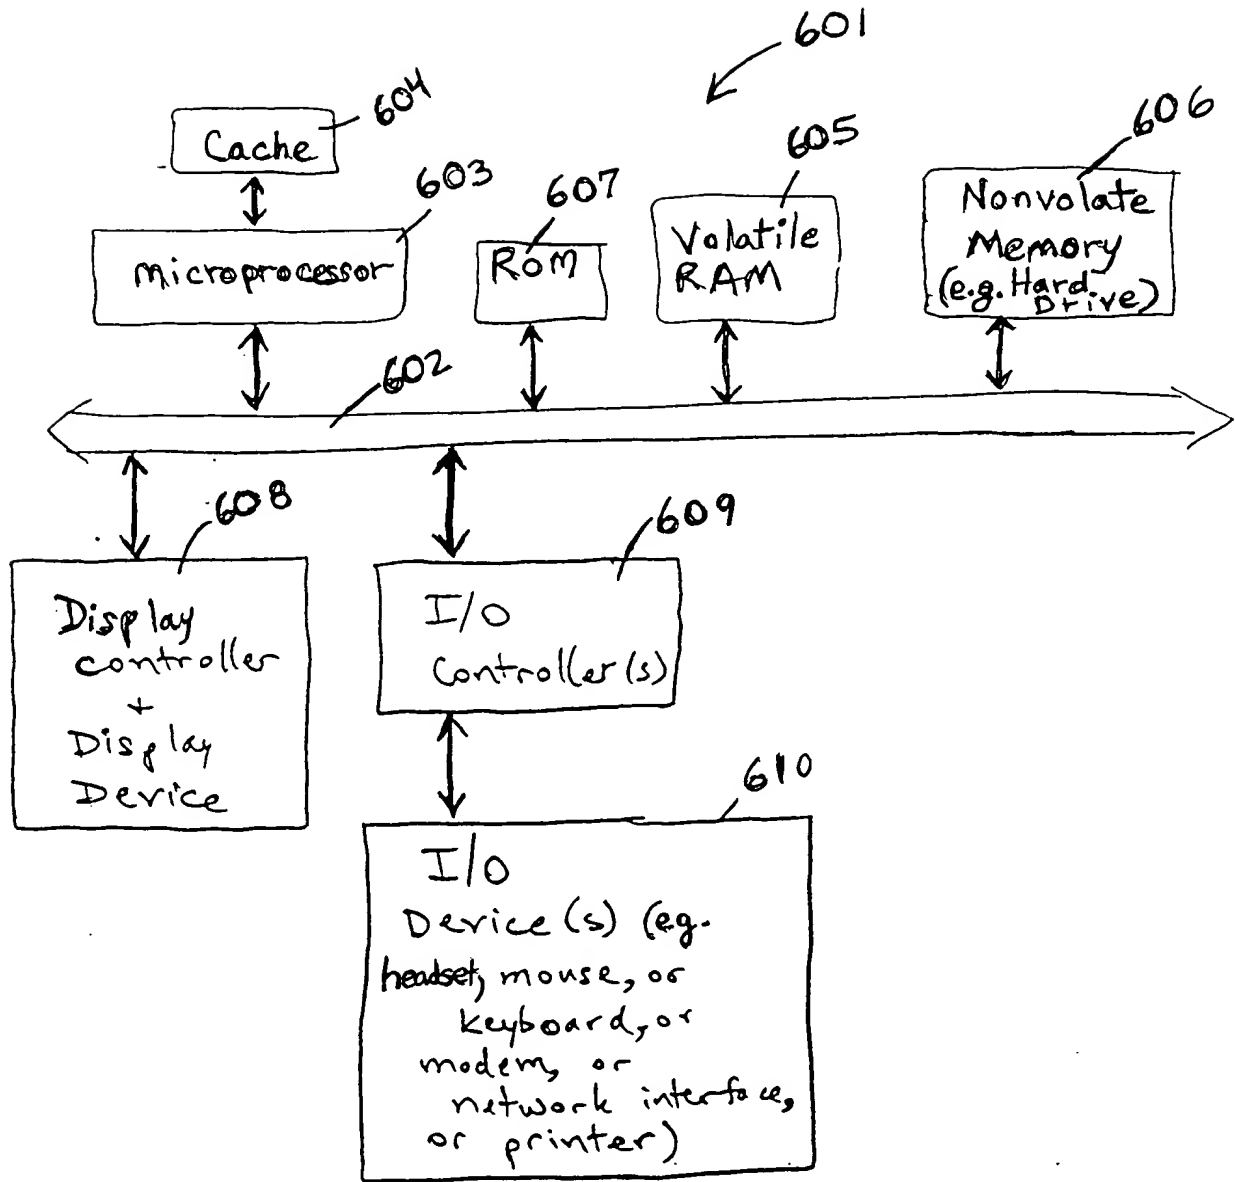 601
604
Cache
603
microprocessor
607
ROM
605
Volatile
RAM
606
Nonvolate
Memory
(e.g. Hard
Drive)
602
608
Display
controller
+
Display
Device
609
I/O
controller(s)
610
I/O
Device(s) (e.g.
headset, mouse, or
keyboard, or
modem, or
network interface,
or printer)